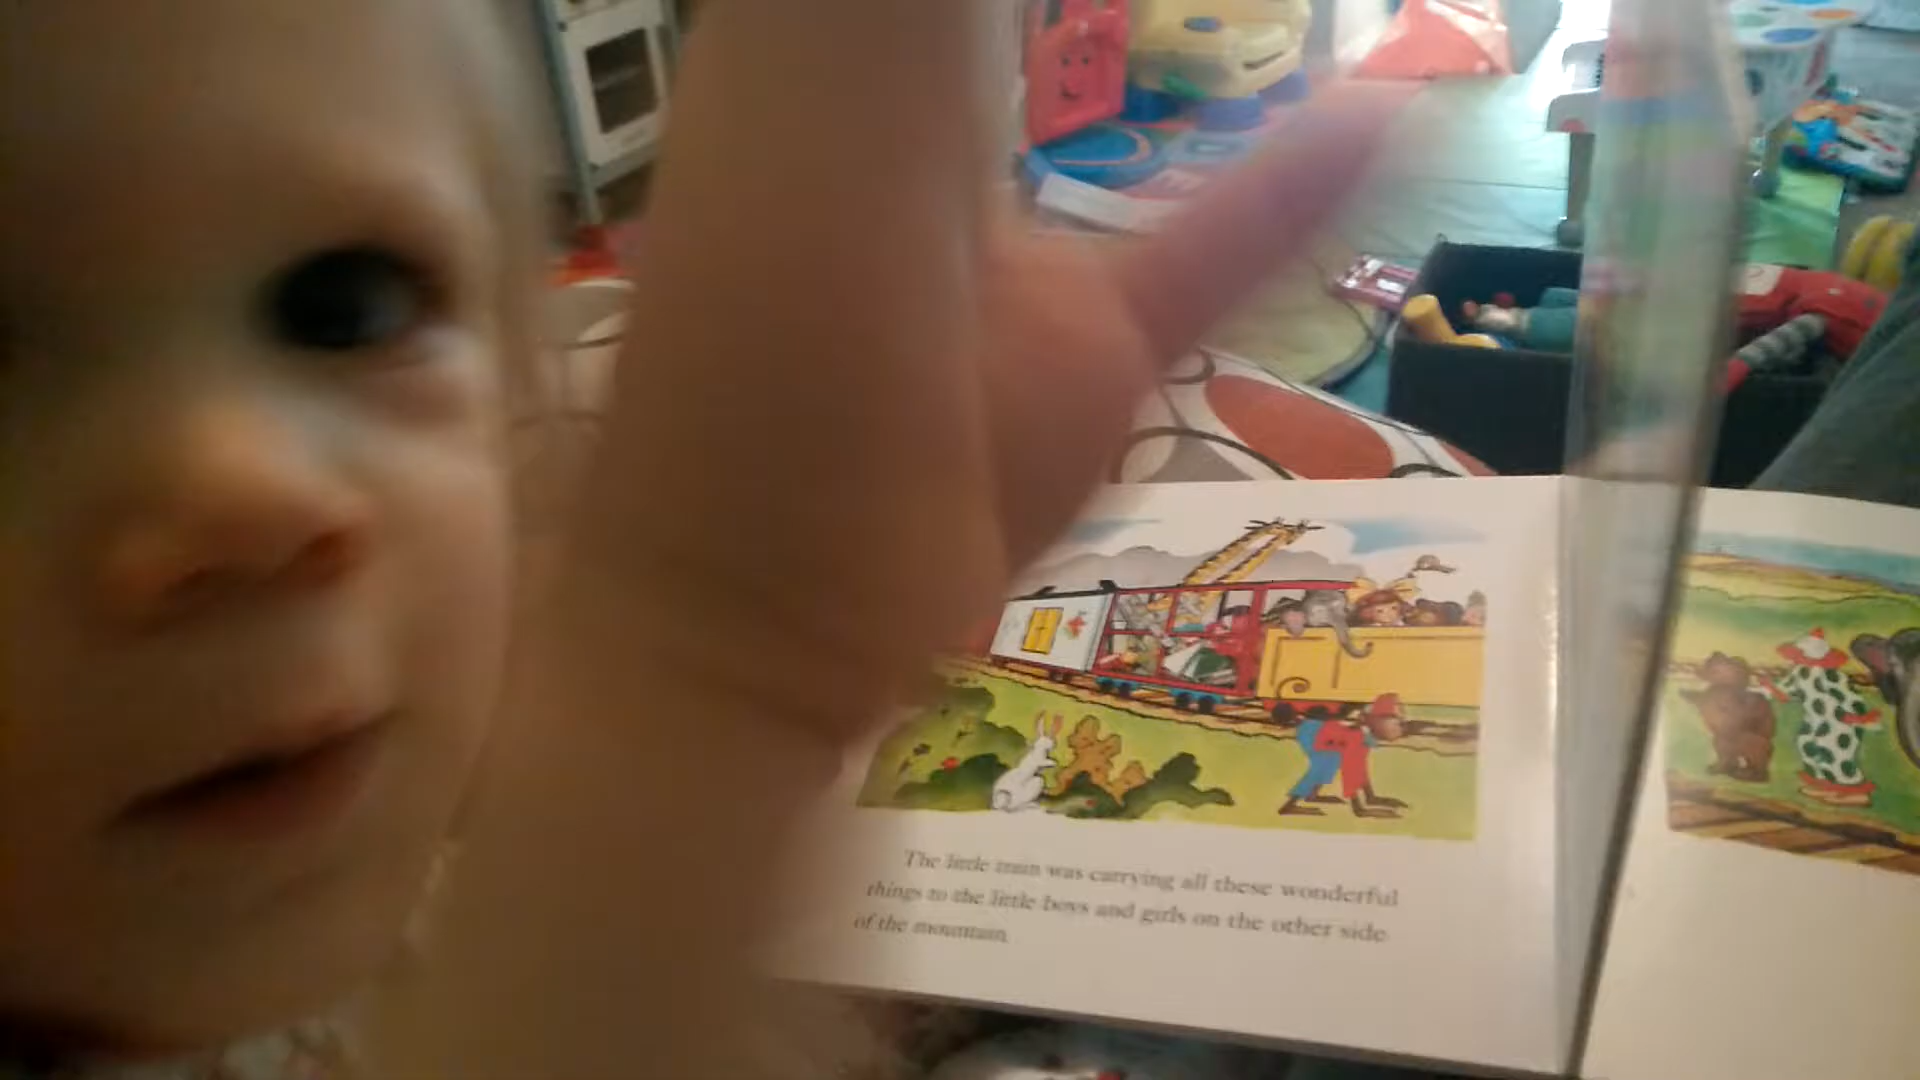 The little train was carrying all these wonderful
things to the little boys and girls on the other side
of the mountain.